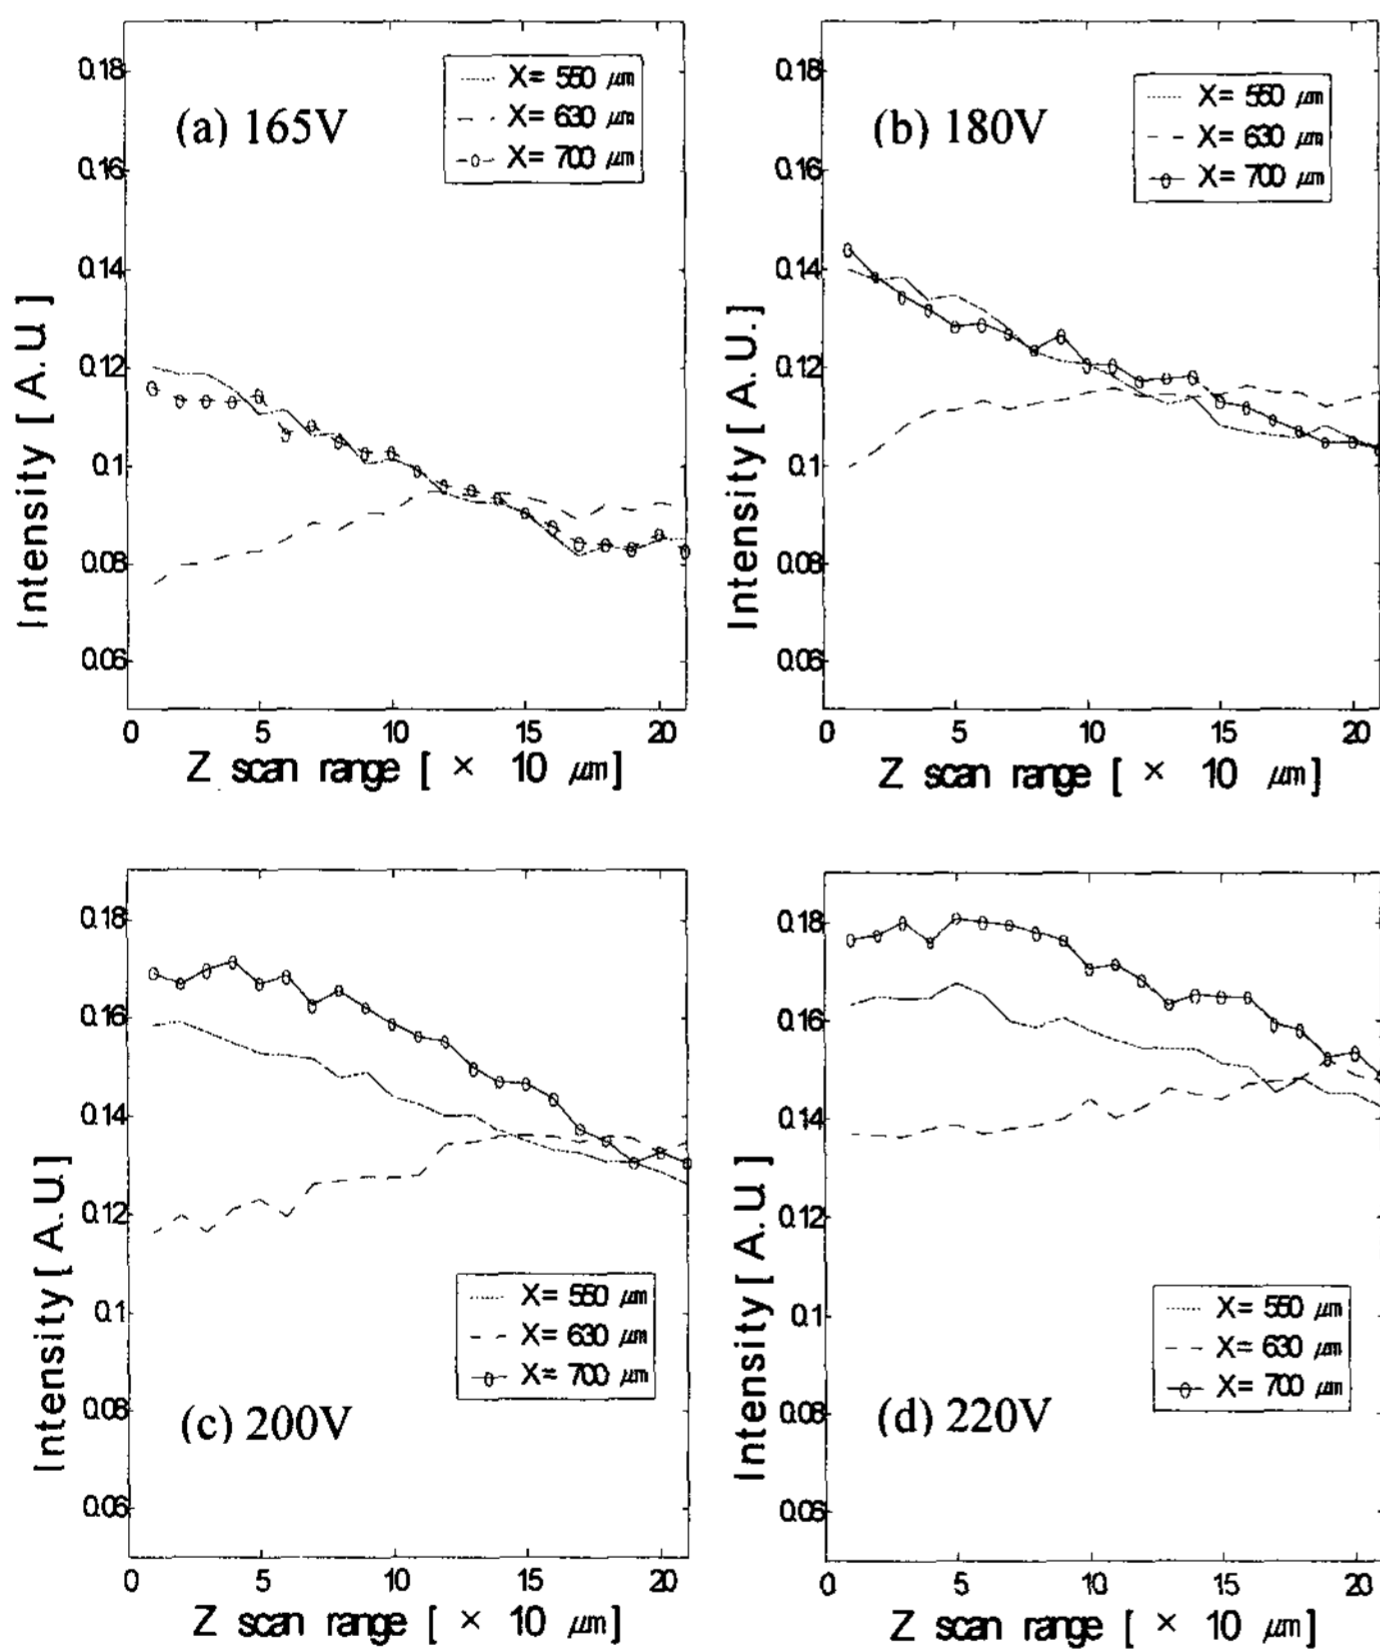 0.18
0.16
0.14
0.12
0.1
0.08
0.06
Intensity [ A.U.]
(a) 165V
X= 550 μm
X= 630 μm
X= 700 μm
0 5 10 15 20
Z scan range [ × 10 μm]
0.18
0.16
0.14
0.12
0.1
0.08
0.06
Intensity [ A.U.]
(b) 180V
X= 550 μm
X= 630 μm
X= 700 μm
0 5 10 15 20
Z scan range [ × 10 μm]
0.18
0.16
0.14
0.12
0.1
0.08
0.06
Intensity [ A.U.]
X= 550 μm
X= 630 μm
X= 700 μm
(c) 200V
0 5 10 15 20
Z scan range [ × 10 μm]
0.18
0.16
0.14
0.12
0.1
0.08
0.06
Intensity [ A.U.]
X= 550 μm
X= 630 μm
X= 700 μm
(d) 220V
0 5 10 15 20
Z scan range [ × 10 μm]